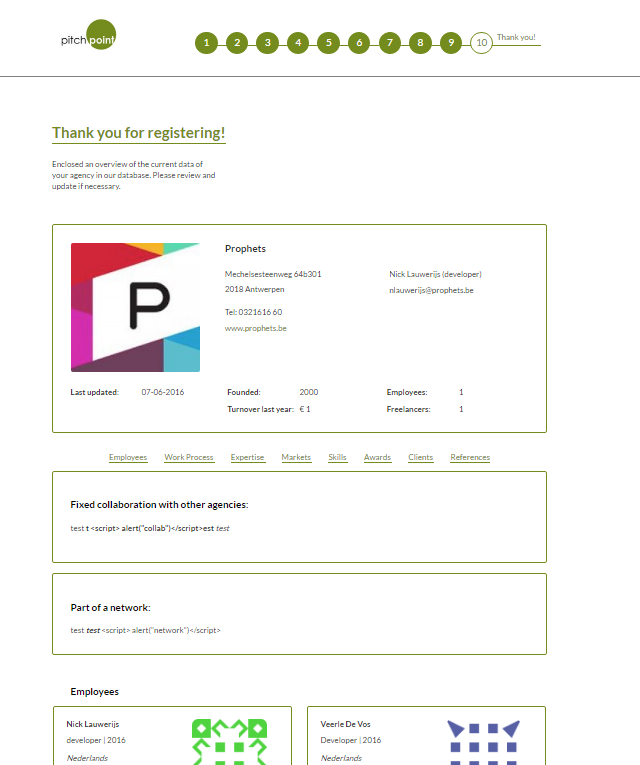 pitchpoint
1 2 3 4 5 6 7 8 9 10 Thank you!
Thank you for registering!
Enclosed an overview of the current data of
your agency in our database. Please review and
update if necessary.
P
Prophets
Mechelsesteenweg 64b301
2018 Antwerpen
Tel: 0321616 60
www.prophets.be
Nick Lauwerijs (developer)
nlauwerijs@prophets.be
Last updated: 07-06-2016 Founded: 2000 Employees: 1
Turnover last year: € 1 Freelancers: 1
Employees Work Process Expertise Markets Skills Awards Clients References
Fixed collaboration with other agencies:
test t <script> alert("collab")</script>est test
Part of a network:
test test <script> alert("network")</script>
Employees
Nick Lauwerijs
developer | 2016
Nederlands
Veerle De Vos
Developer | 2016
Nederlands